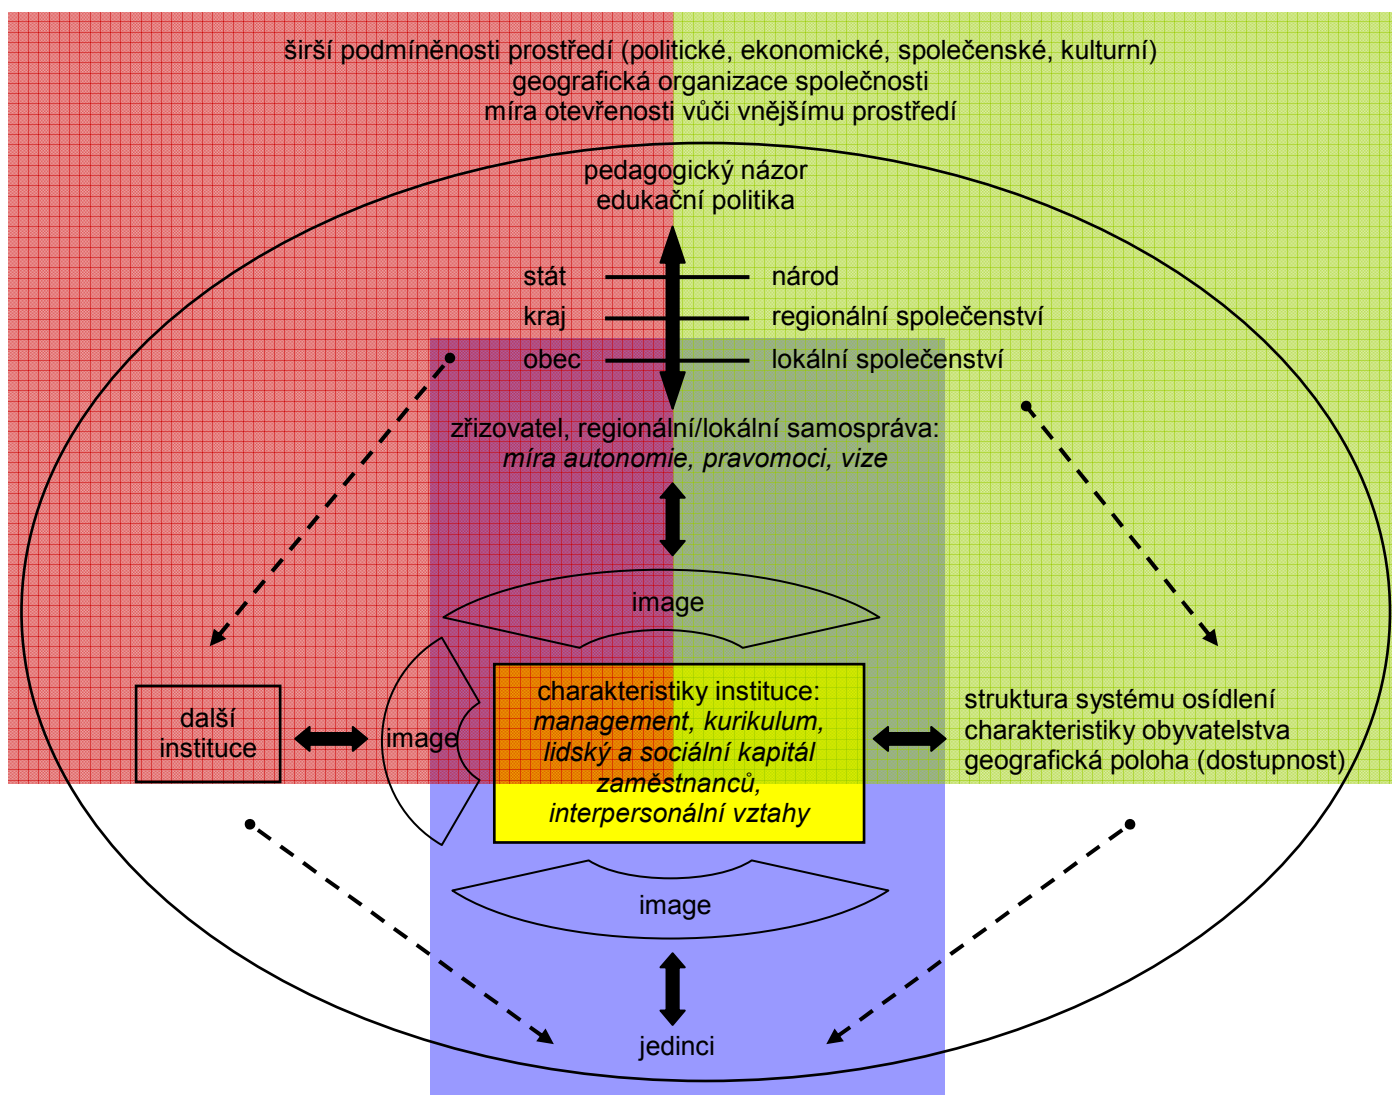 širší podmíněnosti prostředí (politické, ekonomické, společenské, kulturní)
geografická organizace společnosti
míra otevřenosti vůči vnějšímu prostředí
pedagogický názor
edukační politika
stát
národ
kraj
regionální společenství
obec
lokální společenství
zřizovatel, regionální/lokální samospráva:
míra autonomie, pravomoci, vize
image
další
instituce
image
charakteristiky instituce:
management, kurikulum,
lidský a sociální kapitál
zaměstnanců,
interpersonální vztahy
struktura systému osídlení
charakteristiky obyvatelstva
geografická poloha (dostupnost)
image
jedinci